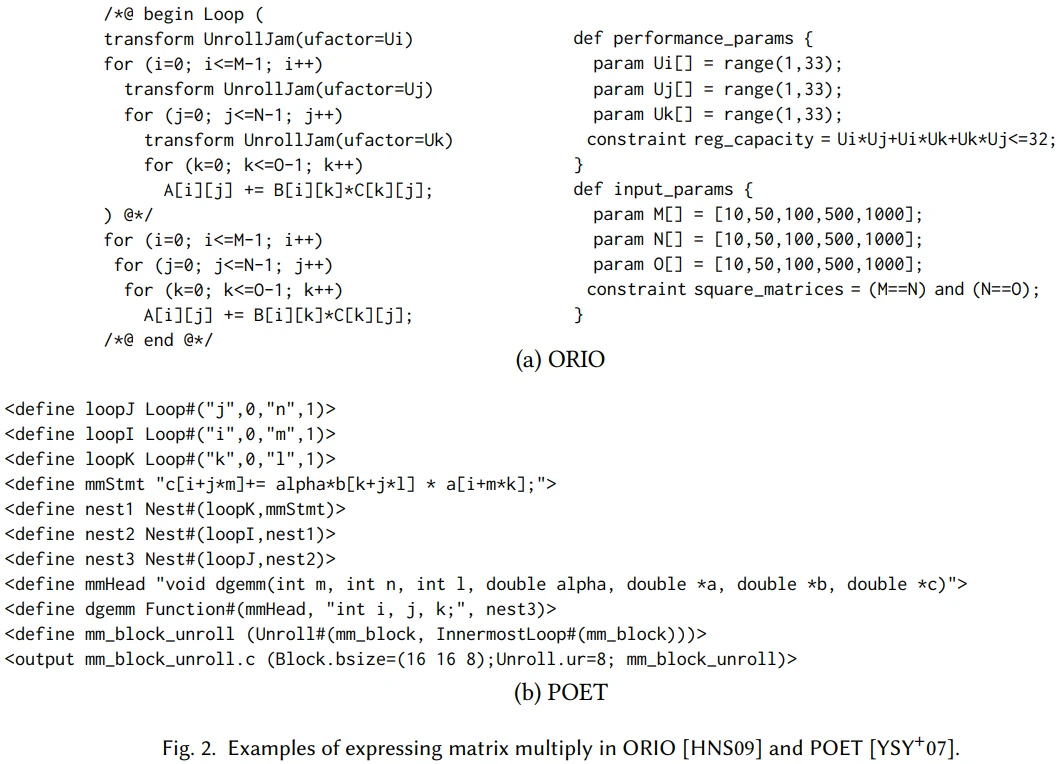 /*@ begin Loop (
transform UnrollJam(ufactor=Ui)
for (i=0; i<=M-1; i++)
transform UnrollJam(ufactor=Uj)
for (j=0; j<=N-1; j++)
transform UnrollJam(ufactor=Uk)
for (k=0; k<=O-1; k++)
A[i][j] += B[i][k]*C[k][j];
) @*/
for (i=0; i<=M-1; i++)
for (j=0; j<=N-1; j++)
for (k=0; k<=O-1; k++)
A[i][j] += B[i][k]*C[k][j];
/*@ end @*/
def performance_params {
param Ui[] = range(1,33);
param Uj[] = range(1,33);
param Uk[] = range(1,33);
constraint reg_capacity = Ui*Uj+Ui*Uk+Uk*Uj<=32;
}
def input_params {
param M[] = [10,50,100,500,1000];
param N[] = [10,50,100,500,1000];
param O[] = [10,50,100,500,1000];
constraint square_matrices = (M==N) and (N==O);
}
(a) ORIO
<define loopJ Loop#("j",0,"n",1)>
<define loopI Loop#("i",0,"m",1)>
<define loopK Loop#("k",0,"l",1)>
<define mmStmt "c[i+j*m]+= alpha*b[k+j*l] * a[i+m*k];">
<define nest1 Nest#(loopK,mmStmt)>
<define nest2 Nest#(loopI,nest1)>
<define nest3 Nest#(loopJ,nest2)>
<define mmHead "void dgemm(int m, int n, int l, double alpha, double *a, double *b, double *c)">
<define dgemm Function#(mmHead, "int i, j, k;", nest3)>
<define mm_block_unroll (Unroll#(mm_block, InnermostLoop#(mm_block)))>
<output mm_block_unroll.c (Block.bsize=(16 16 8);Unroll.ur=8; mm_block_unroll)>
(b) POET
Fig. 2. Examples of expressing matrix multiply in ORIO [HNS09] and POET [YSY+07].